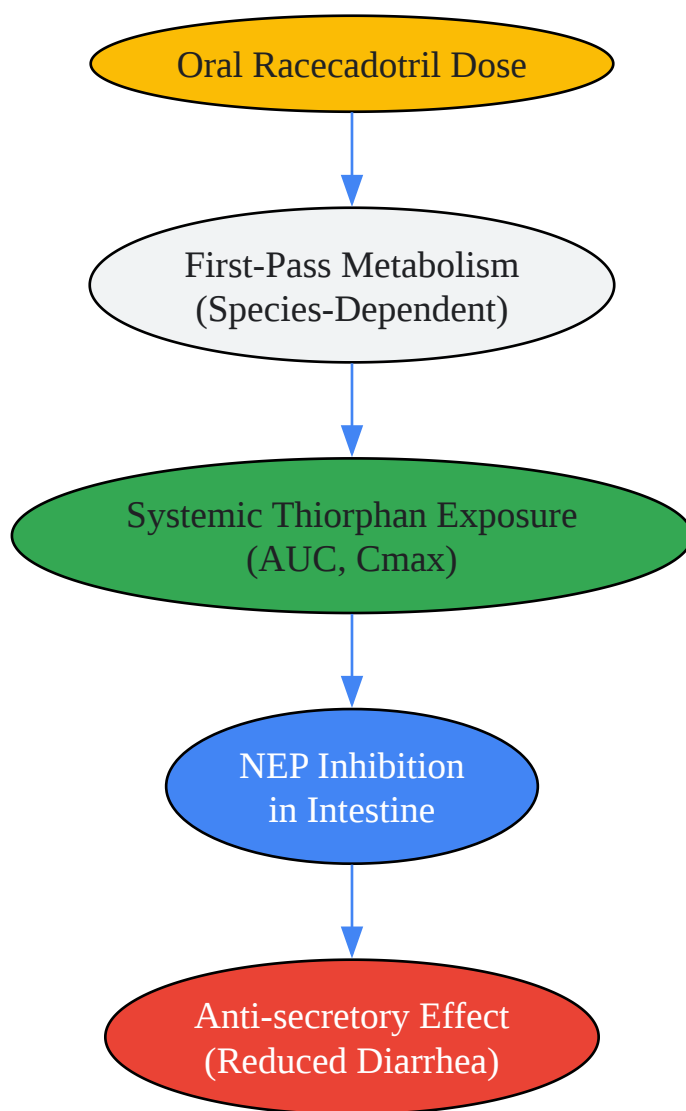 Oral Racecadotril Dose
First-Pass Metabolism
(Species-Dependent)
Systemic Thiorphan Exposure
(AUC, Cmax)
NEP Inhibition
in Intestine
Anti-secretory Effect
(Reduced Diarrhea)